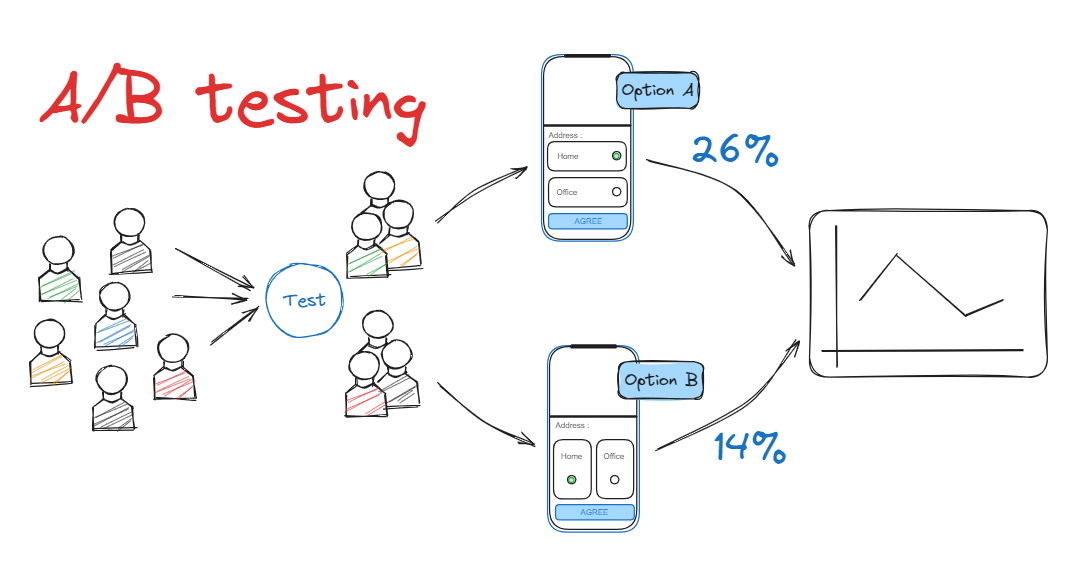 A/B testing
Test
Option A
Address :
Home
Office
AGREE
26%
Option B
Address :
Home Office
AGREE
14%